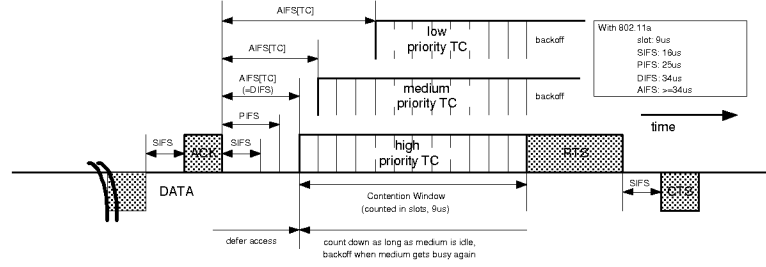 AIFS[TC]
low
priority TC
backoff
With 802.11a
slot: 9us
SIFS: 16us
PIFS: 25us
DIFS: 34us
AIFS: >=34us
AIFS[TC]
AIFS[TC]
(=DIFS)
medium
priority TC
backoff
PIFS
time
SIFS
ACK
SIFS
high
priority TC
RTS
DATA
Contention Window
(counted in slots, 9us)
SIFS
CTS
defer access
count down as long as medium is idle,
backoff when medium gets busy again